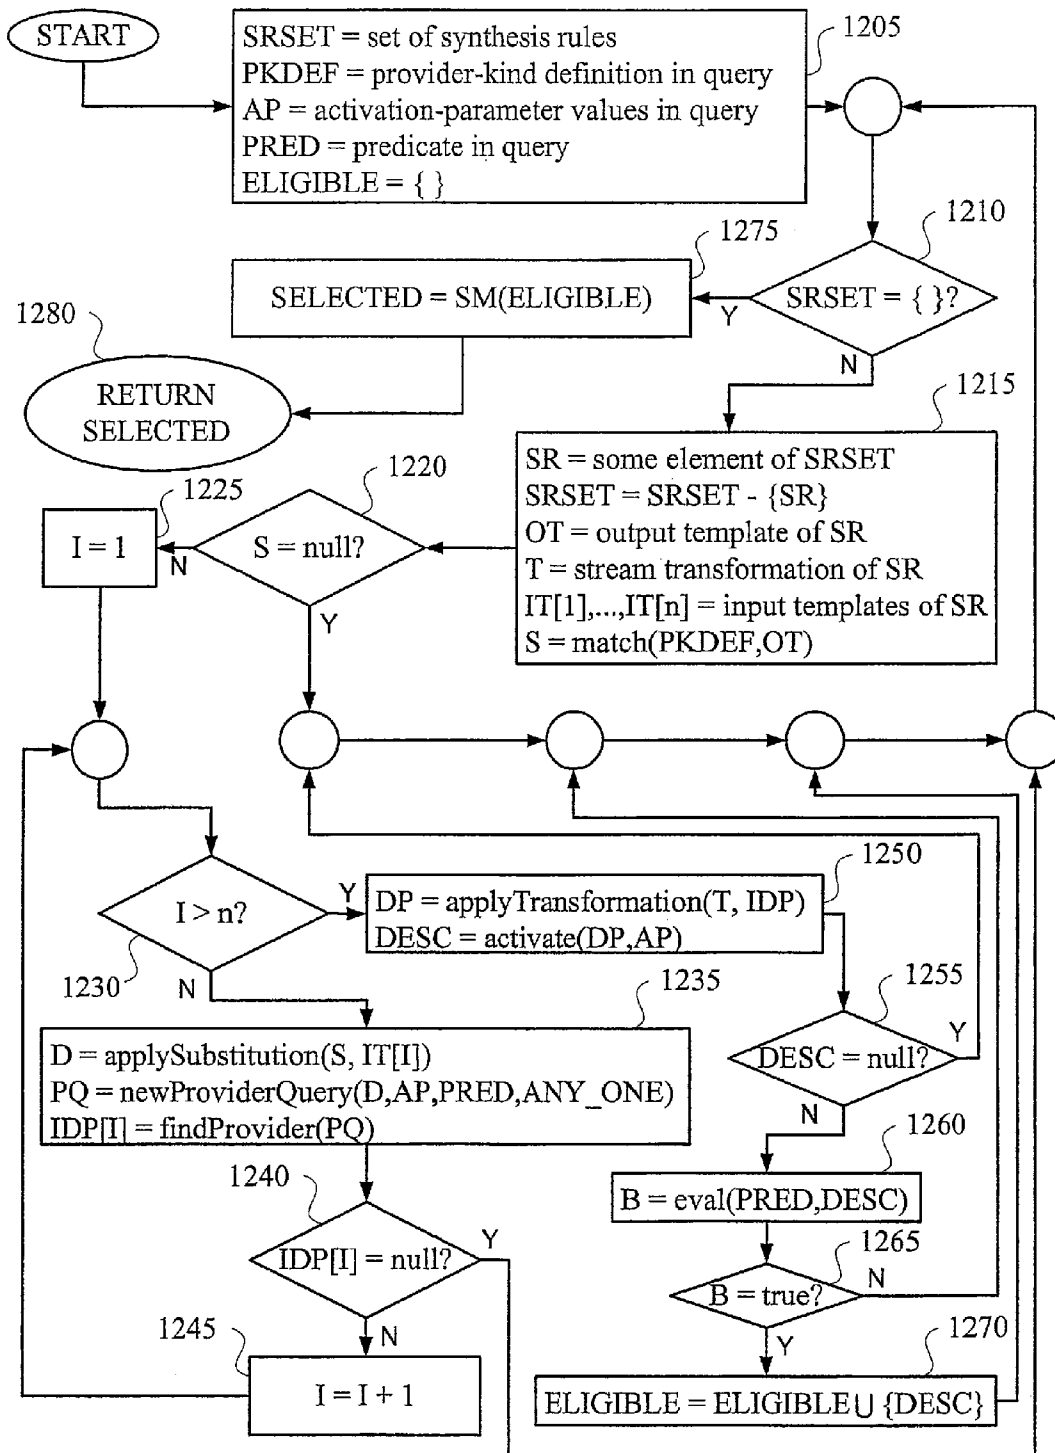 START
SRSET = set of synthesis rules
PKDEF = provider-kind definition in query
AP = activation-parameter values in query
PRED = predicate in query
ELIGIBLE = { }
1205
1210
SRSET = { }?
Y
N
1275
SELECTED = SM(ELIGIBLE)
1280
RETURN
SELECTED
1215
SR = some element of SRSET
SRSET = SRSET - {SR}
OT = output template of SR
T = stream transformation of SR
IT[1],...,IT[n] = input templates of SR
S = match(PKDEF,OT)
1220
S = null?
N
Y
1225
I = 1
I > n?
1230
Y
N
1250
DP = applyTransformation(T, IDP)
DESC = activate(DP,AP)
1235
D = applySubstitution(S, IT[I])
PQ = newProviderQuery(D,AP,PRED,ANY_ONE)
IDP[I] = findProvider(PQ)
1255
DESC = null?
Y
N
1240
IDP[I] = null?
Y
N
1260
B = eval(PRED,DESC)
1265
B = true?
N
Y
1245
I = I + 1
1270
ELIGIBLE = ELIGIBLE ∪ {DESC}